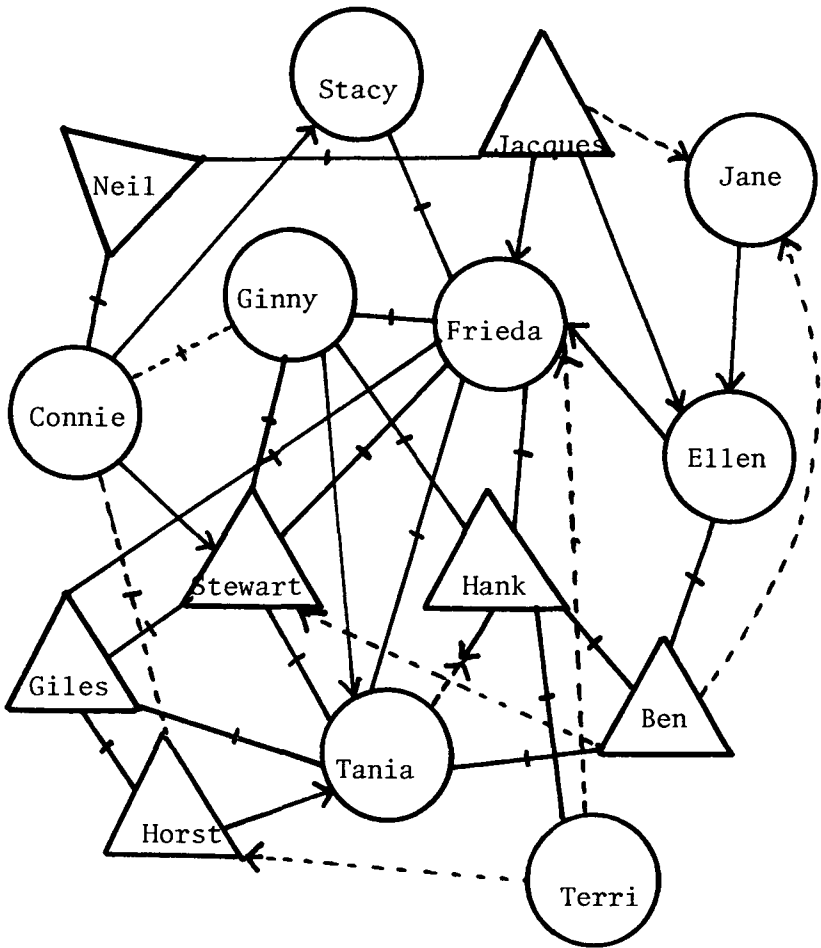 Stacy
Jacques
Neil
Jane
Ginny
Frieda
Connie
Ellen
Stewart
Hank
Giles
Ben
Tania
Horst
Terri